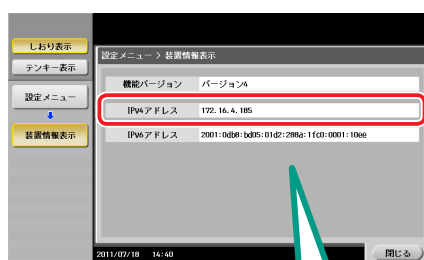 しおり表示
テンキー表示
設定メニュー
装置情報表示
設定メニュー > 装置情報表示
機能バージョン バージョン4
IPv4アドレス 172.16.4.185
IPv6アドレス 2001:0db8:bd05:01d2:288a:1fc0:0001:10ee
2011/07/18 14:40
閉じる